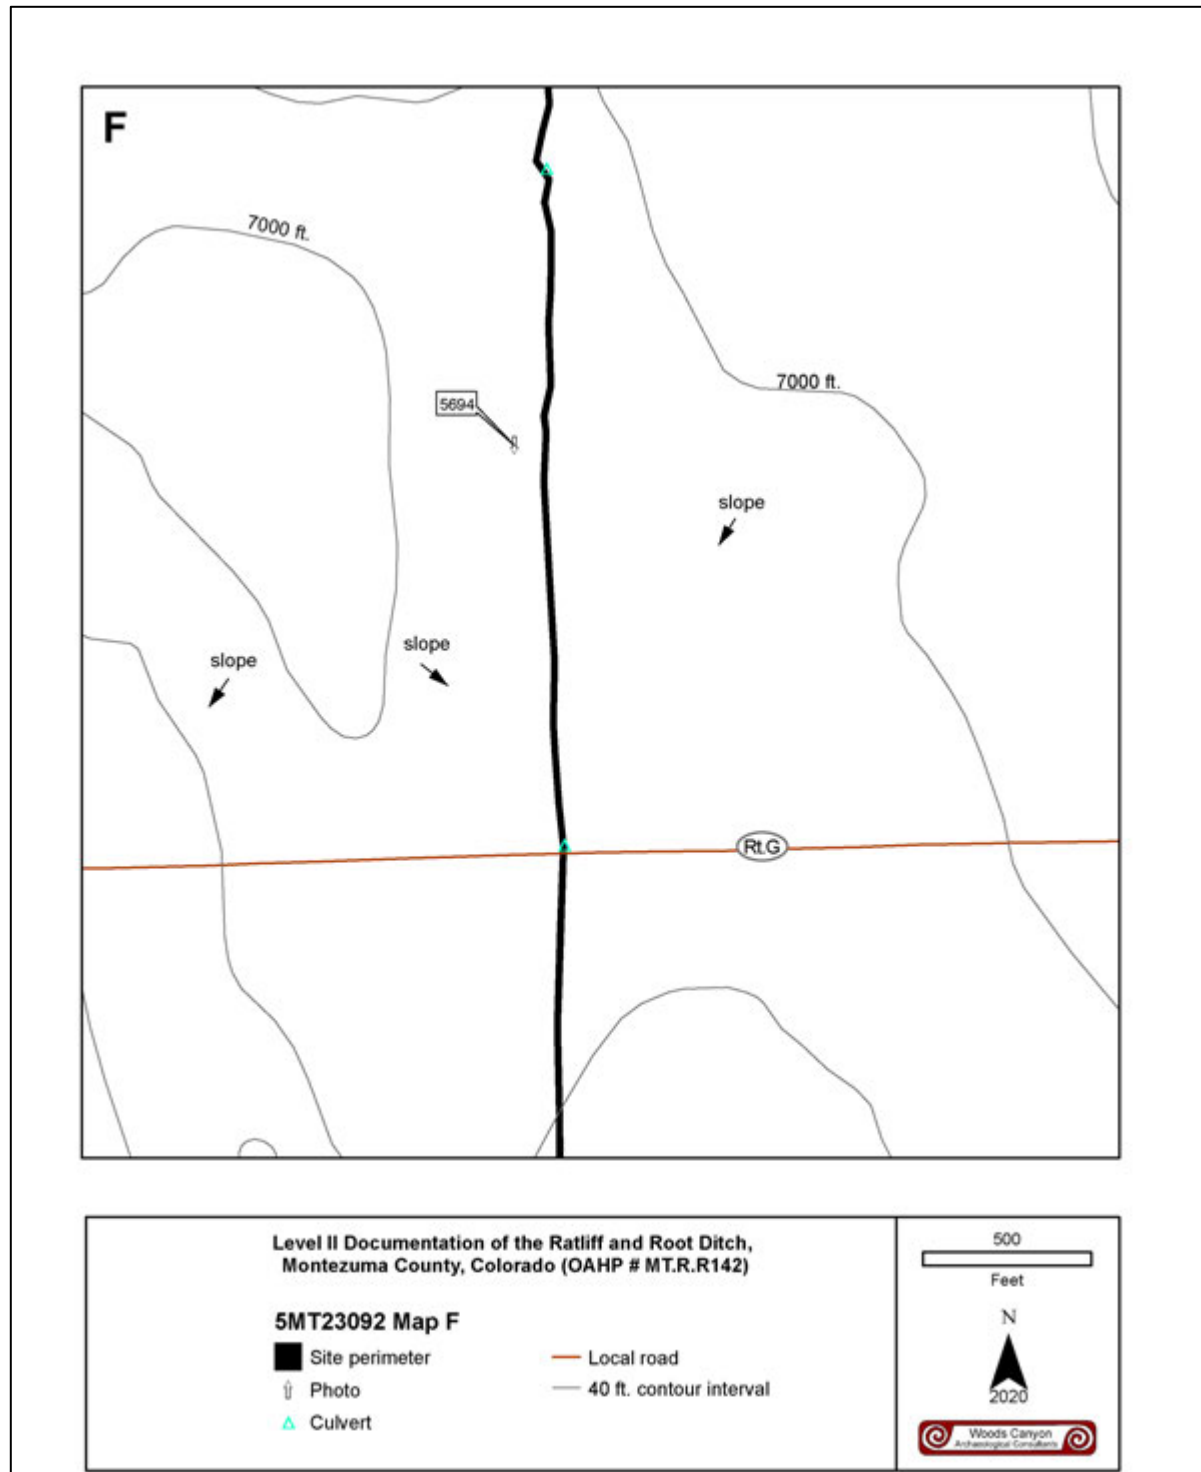 F
7000 ft.
7000 ft.
5694
slope
slope
slope
Rt.G
Level II Documentation of the Ratliff and Root Ditch,
Montezuma County, Colorado (OAHP # MT.R.R142)
5MT23092 Map F
Site perimeter
Photo
Culvert
Local road
40 ft. contour interval
500
Feet
N
2020
Woods Canyon
Archaeological Consultants